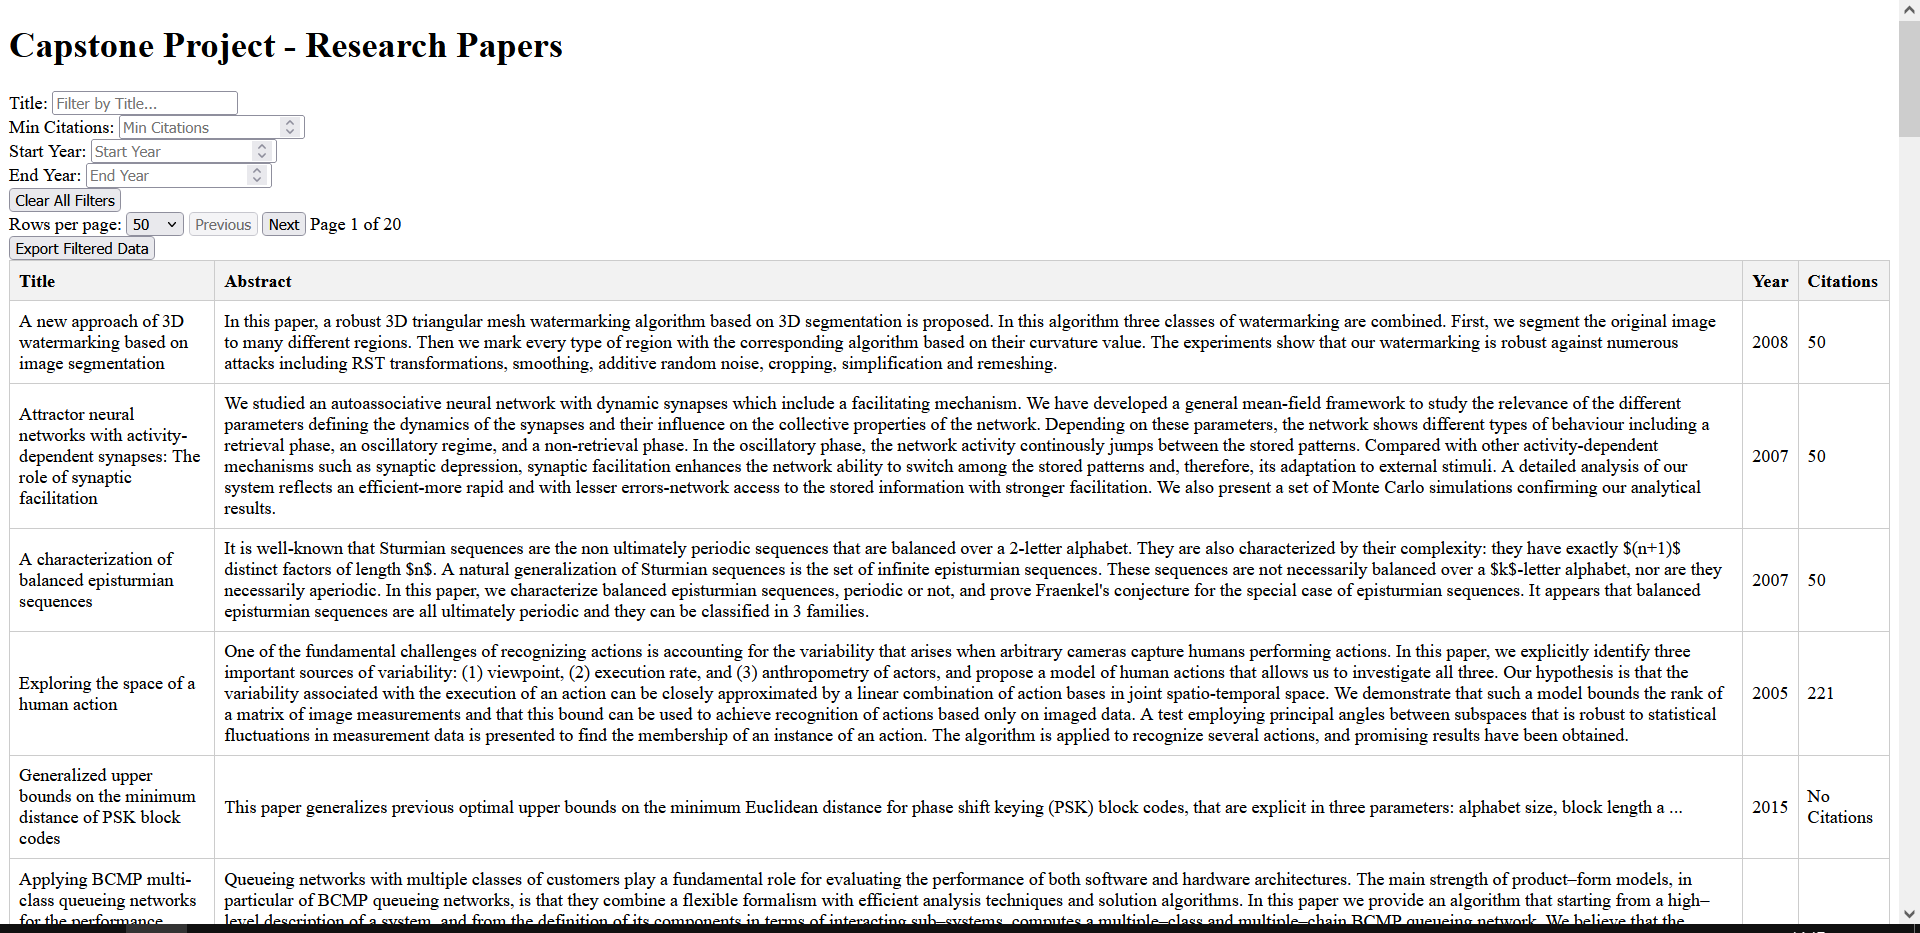 Capstone Project - Research Papers
Title: Filter by Title...
Min Citations: Min Citations
Start Year: Start Year
End Year: End Year
Clear All Filters
Rows per page: 50 Previous Next Page 1 of 20
Export Filtered Data
Title Abstract Year Citations
A new approach of 3D
watermarking based on
image segmentation
In this paper, a robust 3D triangular mesh watermarking algorithm based on 3D segmentation is proposed. In this algorithm three classes of watermarking are combined. First, we segment the original image
to many different regions. Then we mark every type of region with the corresponding algorithm based on their curvature value. The experiments show that our watermarking is robust against numerous
attacks including RST transformations, smoothing, additive random noise, cropping, simplification and remeshing.
2008
50
Attractor neural
networks with activity-
dependent synapses: The
role of synaptic
facilitation
We studied an autoassociative neural network with dynamic synapses which include a facilitating mechanism. We have developed a general mean-field framework to study the relevance of the different
parameters defining the dynamics of the synapses and their influence on the collective properties of the network. Depending on these parameters, the network shows different types of behaviour including a
retrieval phase, an oscillatory regime, and a non-retrieval phase. In the oscillatory phase, the network activity continously jumps between the stored patterns. Compared with other activity-dependent
mechanisms such as synaptic depression, synaptic facilitation enhances the network ability to switch among the stored patterns and, therefore, its adaptation to external stimuli. A detailed analysis of our
system reflects an efficient-more rapid and with lesser errors-network access to the stored information with stronger facilitation. We also present a set of Monte Carlo simulations confirming our analytical
results.
2007
50
A characterization of
balanced episturmian
sequences
It is well-known that Sturmian sequences are the non ultimately periodic sequences that are balanced over a 2-letter alphabet. They are also characterized by their complexity: they have exactly $(n+1)$
distinct factors of length $n$. A natural generalization of Sturmian sequences is the set of infinite episturmian sequences. These sequences are not necessarily balanced over a $k$-letter alphabet, nor are they
necessarily aperiodic. In this paper, we characterize balanced episturmian sequences, periodic or not, and prove Fraenkel's conjecture for the special case of episturmian sequences. It appears that balanced
episturmian sequences are all ultimately periodic and they can be classified in 3 families.
2007
50
Exploring the space of a
human action
One of the fundamental challenges of recognizing actions is accounting for the variability that arises when arbitrary cameras capture humans performing actions. In this paper, we explicitly identify three
important sources of variability: (1) viewpoint, (2) execution rate, and (3) anthropometry of actors, and propose a model of human actions that allows us to investigate all three. Our hypothesis is that the
variability associated with the execution of an action can be closely approximated by a linear combination of action bases in joint spatio-temporal space. We demonstrate that such a model bounds the rank of
a matrix of image measurements and that this bound can be used to achieve recognition of actions based only on imaged data. A test employing principal angles between subspaces that is robust to statistical
fluctuations in measurement data is presented to find the membership of an instance of an action. The algorithm is applied to recognize several actions, and promising results have been obtained.
2005
221
Generalized upper
bounds on the minimum
distance of PSK block
codes
This paper generalizes previous optimal upper bounds on the minimum Euclidean distance for phase shift keying (PSK) block codes, that are explicit in three parameters: alphabet size, block length a ...
2015
No
Citations
Applying BCMP multi-
class queueing networks
for the performance
Queueing networks with multiple classes of customers play a fundamental role for evaluating the performance of both software and hardware architectures. The main strength of product–form models, in
particular of BCMP queueing networks, is that they combine a flexible formalism with efficient analysis techniques and solution algorithms. In this paper we provide an algorithm that starting from a high–
level description of a system, and from the definition of its components in terms of interacting sub–systems, computes a multiple–class and multiple–chain BCMP queueing network. We believe that the